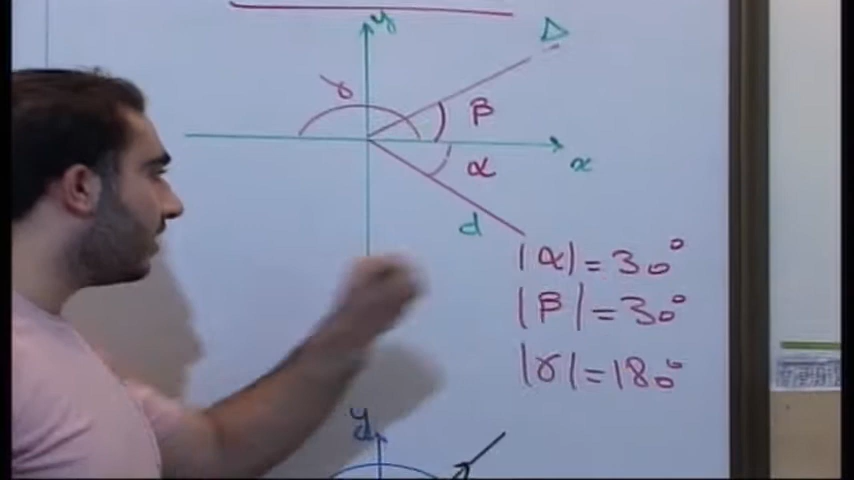 y
Δ
γ
β
x
α
d
|α| = 30°
|β| = 30°
|γ| = 180°
y